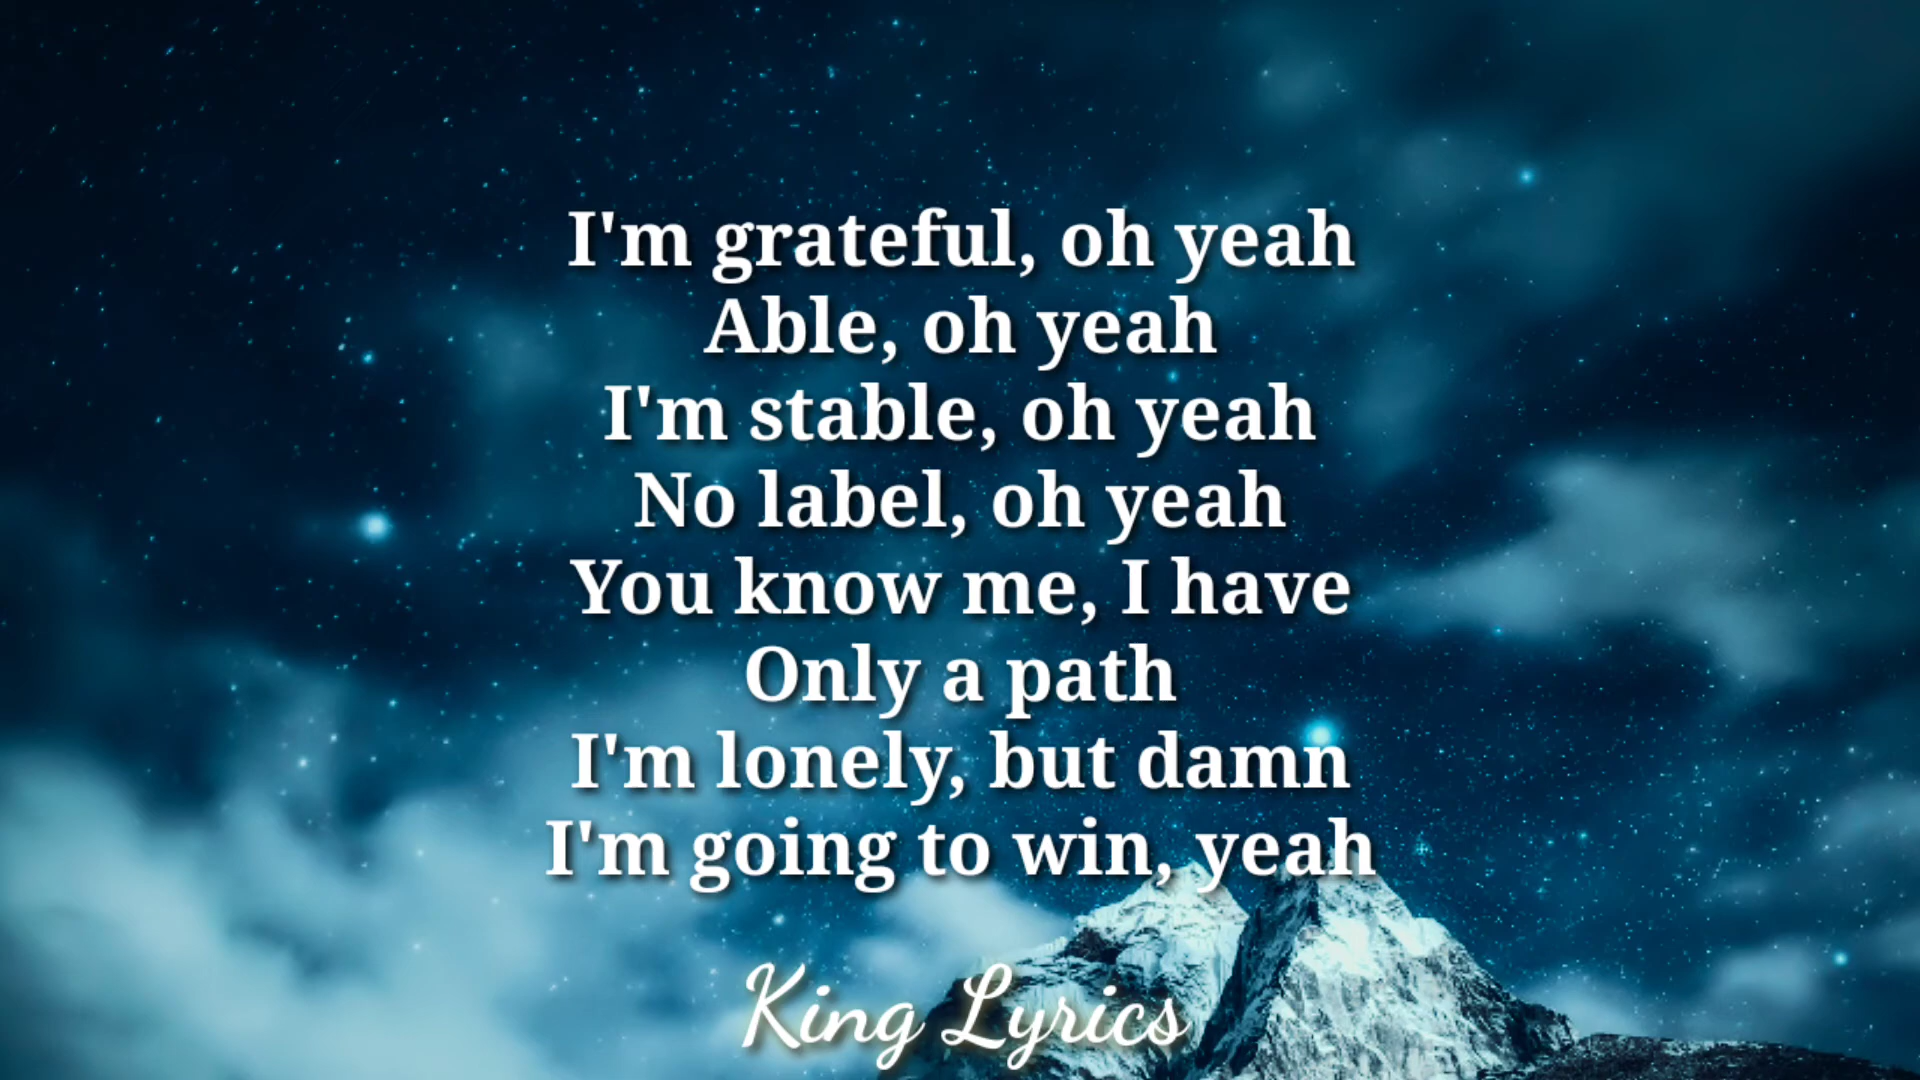 I'm grateful, oh yeah
Able, oh yeah
I'm stable, oh yeah
No label, oh yeah
You know me, I have
Only a path
I'm lonely, but damn
I'm going to win, yeah
King Lyrics